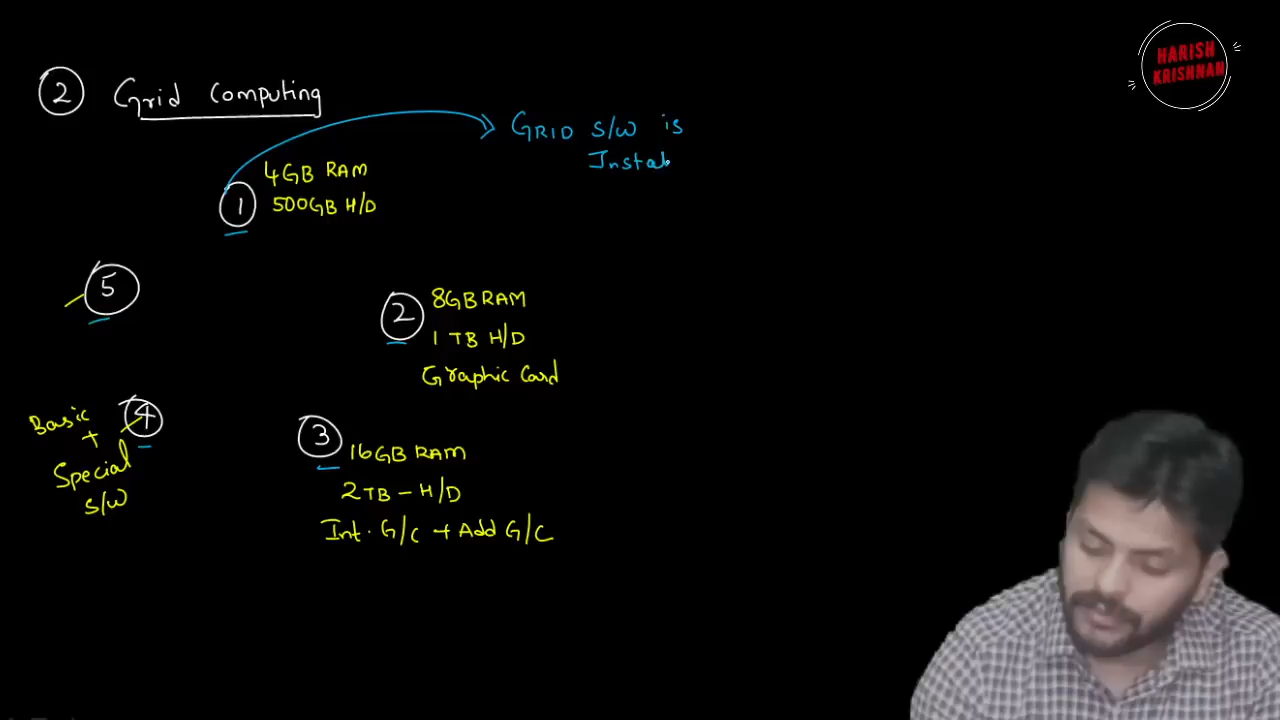 HARISH
KRISHNAN
2 Grid Computing
GRID S/W is
Instal
1 4GB RAM
500GB H/D
5
2 8GB RAM
1 TB H/D
Graphic Card
4
Basic
+
Special
S/W
3 16GB RAM
2TB - H/D
Int. G/C + Add G/C